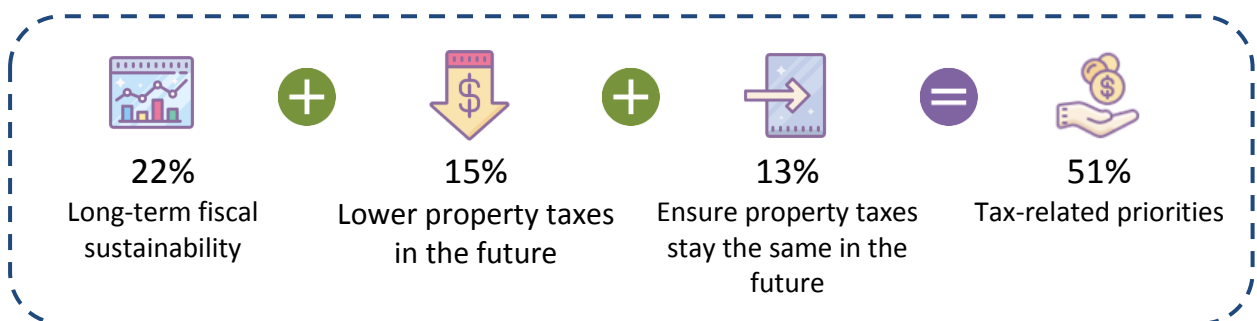 22%
Long-term fiscal
sustainability
15%
Lower property taxes
in the future
13%
Ensure property taxes
stay the same in the
future
51%
Tax-related priorities